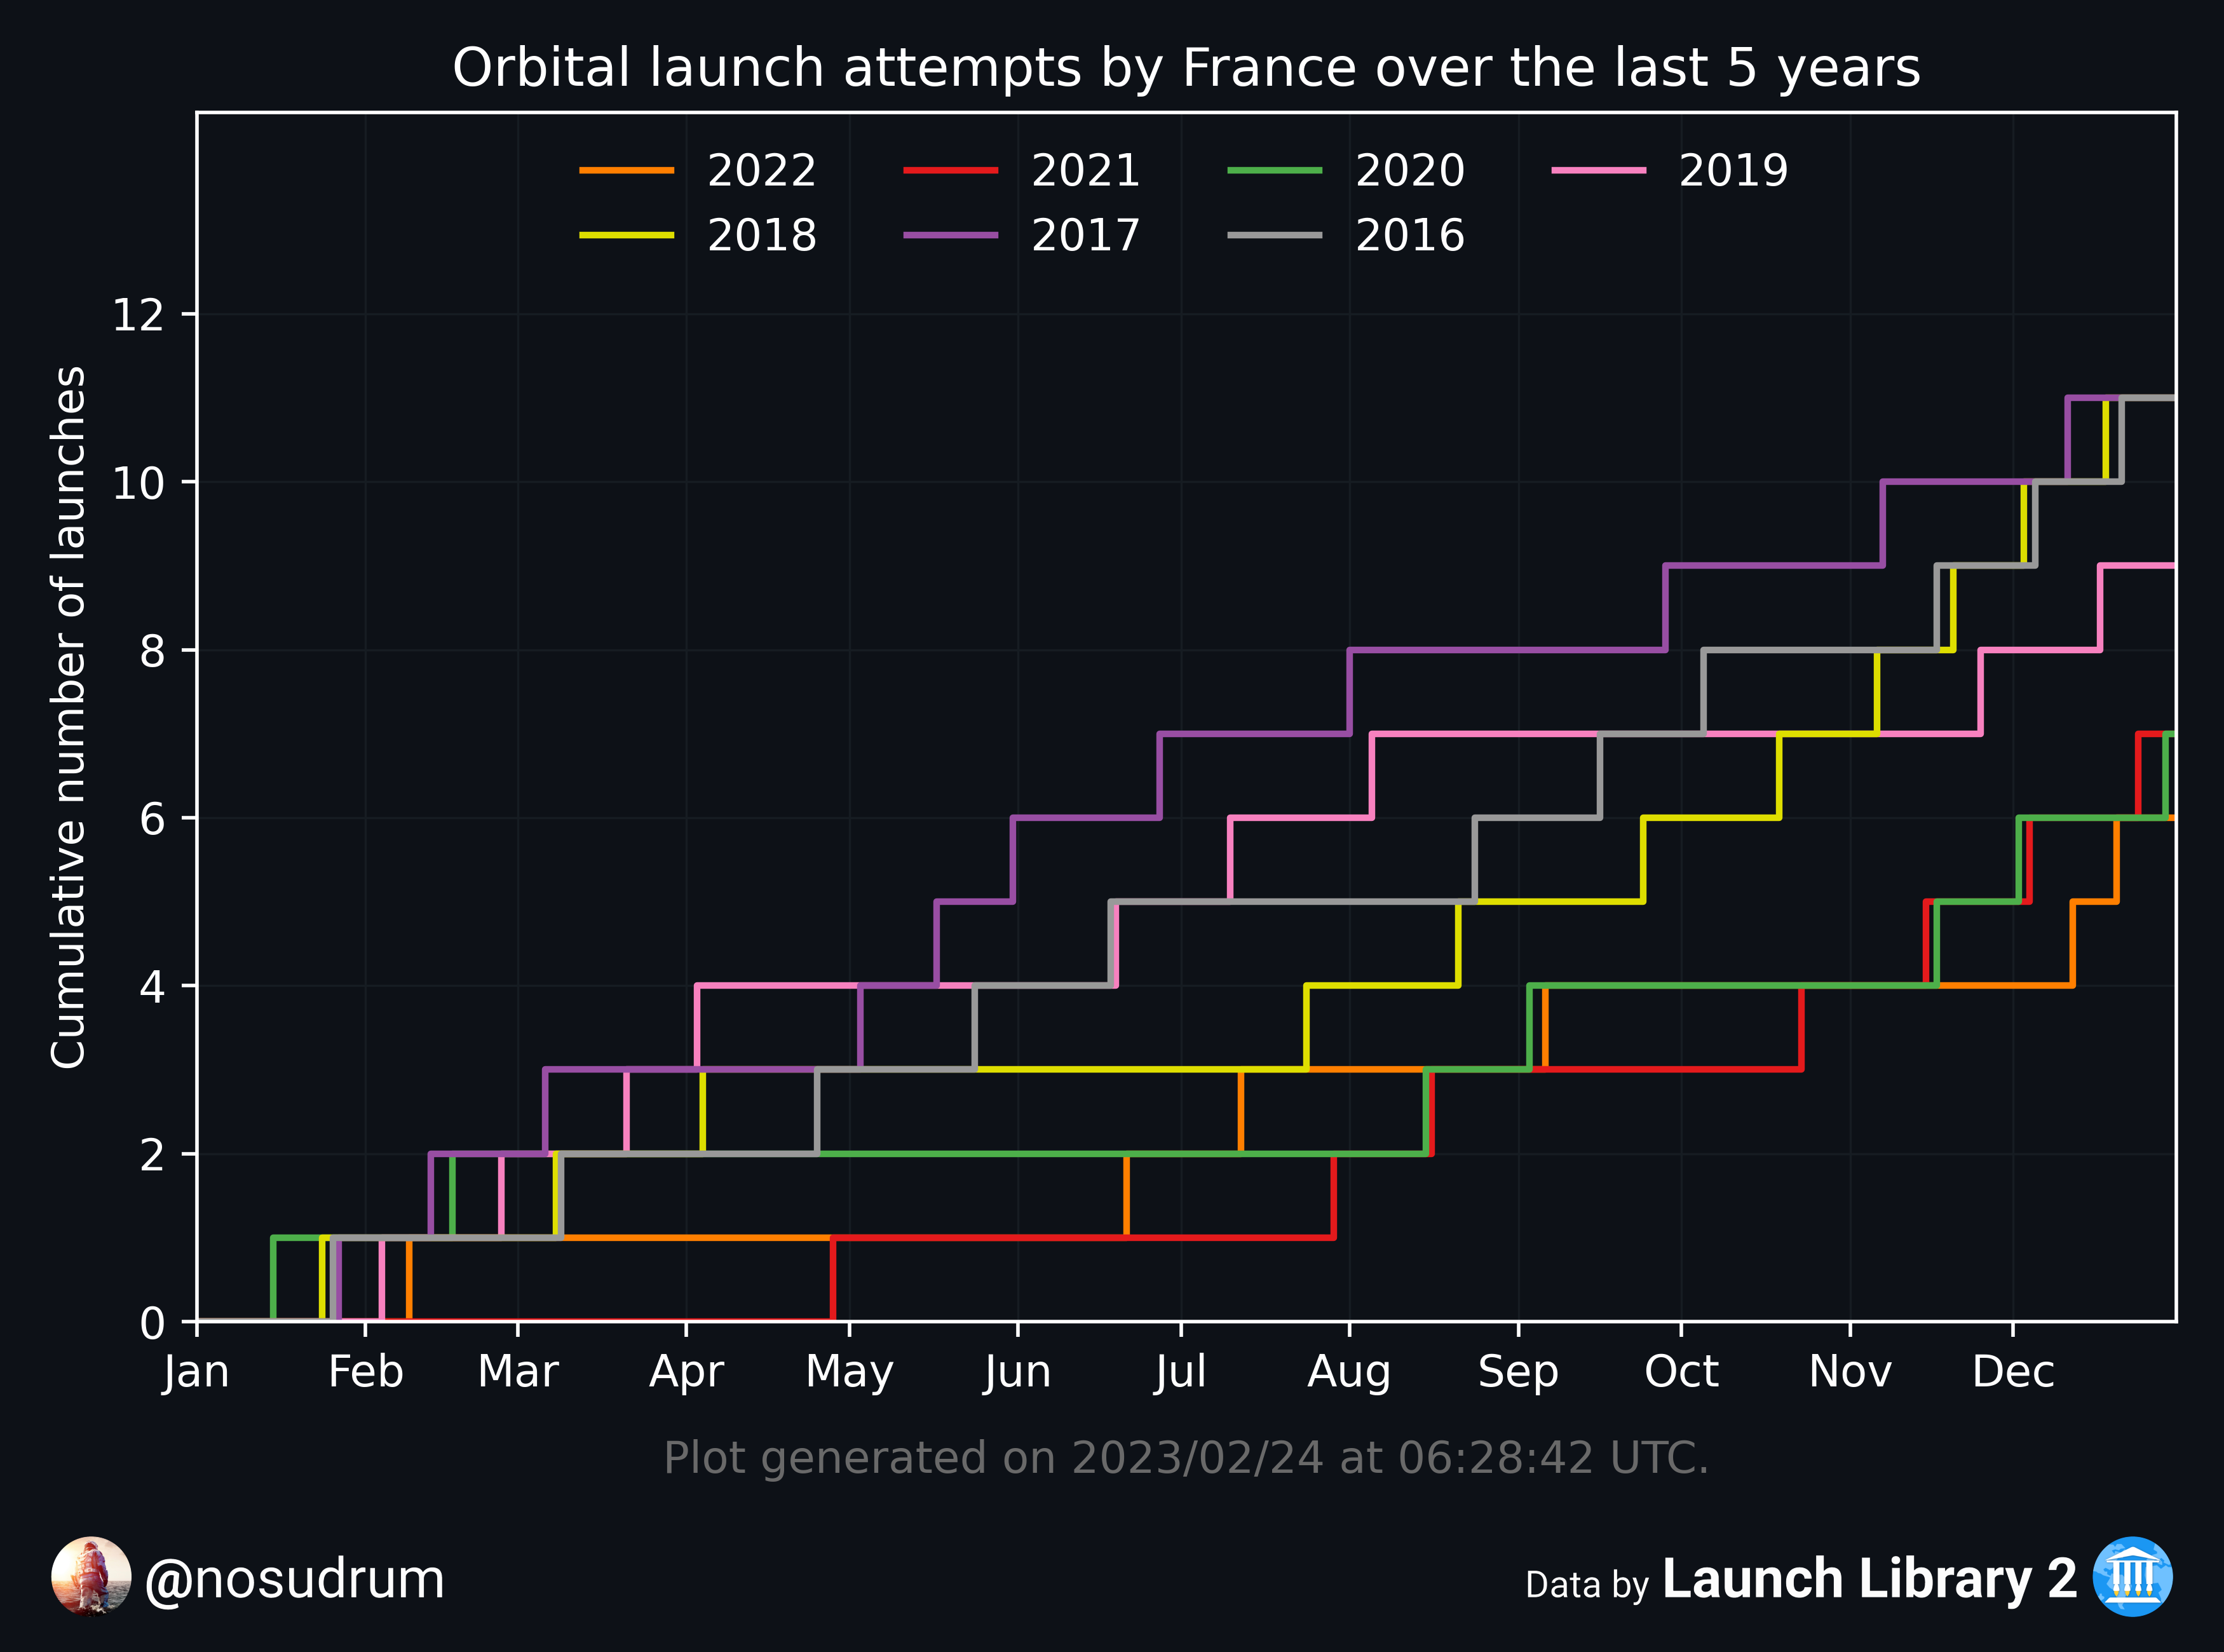 Orbital launch attempts by France over the last 5 years
2022 2021 2020 2019
2018 2017 2016
Cumulative number of launches
12
10
8
6
4
2
0
Jan Feb Mar Apr May Jun Jul Aug Sep Oct Nov Dec
Plot generated on 2023/02/24 at 06:28:42 UTC.
@nosudrum
Data by Launch Library 2